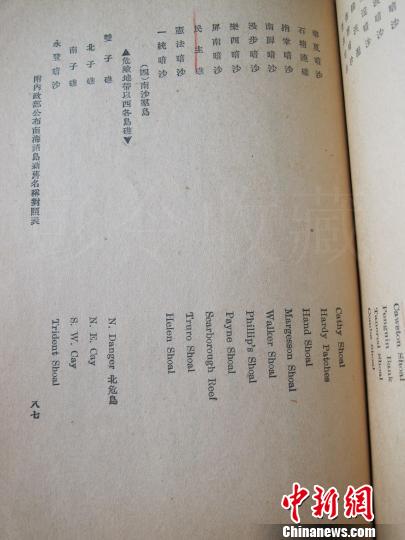 Cawston Shoal
Penguin Bank
Tancred Shoal
華夏暗沙 Cathy Shoal
石塘連礁 Hardy Patches
指掌暗沙 Hand Shoal
南扉暗沙 Margesson Shoal
漫步暗沙 Walker Shoal
樂西暗沙 Phillip's Shoal
屏南暗沙 Payne Shoal
民主礁 Scarborough Reef
憲法暗沙 Truro Shoal
一統暗沙 Helen Shoal
(四)南沙羣島
▲危險地帶以西各島礁▼
雙子礁 N. Danger 北危島
北子礁 N. E. Cay
南子礁 S. W. Cay
永登暗沙 Trident Shoal
附內政部公布南海諸島新舊名稱對照表 八七
中新网
Chinanews.com